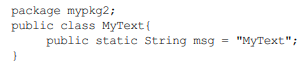 package mypkg2;
public class MyText{
     public static String msg = "MyText";
}